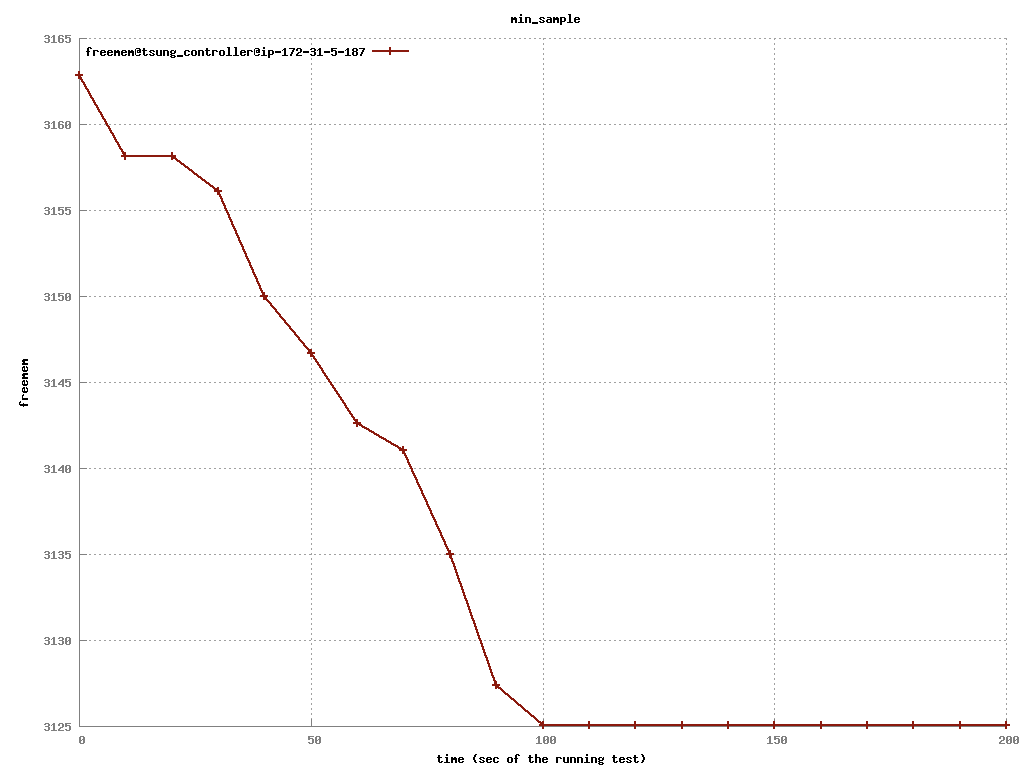 min_sample
freemem@tsung_controller@ip-172-31-5-187
3165
3160
3155
3150
3145
3140
3135
3130
3125
freemem
0 50 100 150 200
time (sec of the running test)